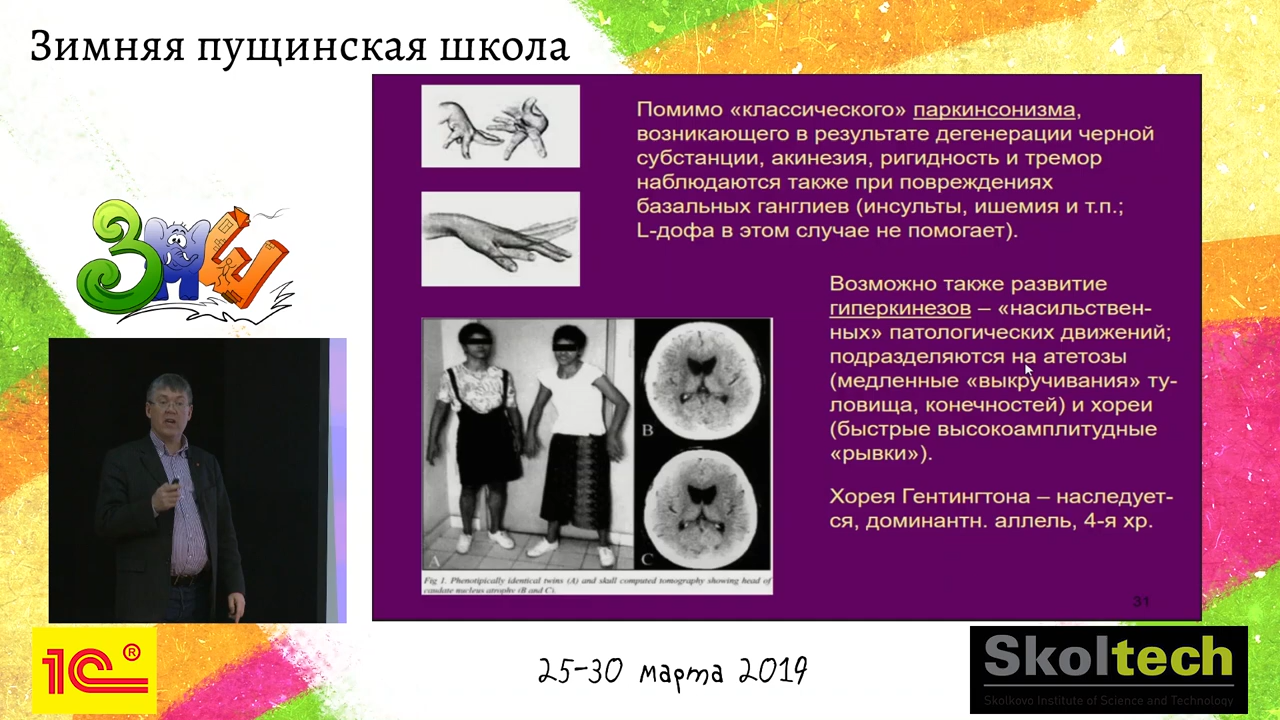 Зимняя пущинская школа
ЗПШ
Помимо «классического» паркинсонизма,
возникающего в результате дегенерации черной
субстанции, акинезия, ригидность и тремор
наблюдаются также при повреждениях
базальных ганглиев (инсульты, ишемия и т.п.;
L-дофа в этом случае не помогает).
Возможно также развитие
гиперкинезов – «насильствен-
ных» патологических движений;
подразделяются на атетозы
(медленные «выкручивания» ту-
ловища, конечностей) и хореи
(быстрые высокоамплитудные
«рывки»).
Хорея Гентингтона – наследует-
ся, доминантн. аллель, 4-я хр.
A
B
C
Fig 1. Phenotipically identical twins (A) and skull computed tomography showing head of
caudate nucleus atrophy (B and C).
31
1С®
25-30 марта 2019
Skoltech
Skolkovo Institute of Science and Technology